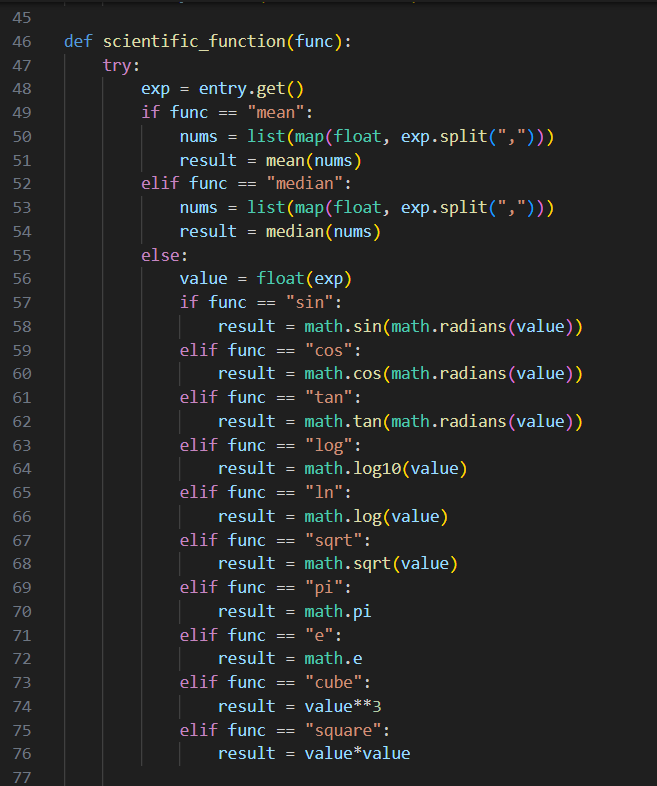 45
46 def scientific_function(func):
47 try:
48 exp = entry.get()
49 if func == "mean":
50 nums = list(map(float, exp.split(",")))
51 result = mean(nums)
52 elif func == "median":
53 nums = list(map(float, exp.split(",")))
54 result = median(nums)
55 else:
56 value = float(exp)
57 if func == "sin":
58 result = math.sin(math.radians(value))
59 elif func == "cos":
60 result = math.cos(math.radians(value))
61 elif func == "tan":
62 result = math.tan(math.radians(value))
63 elif func == "log":
64 result = math.log10(value)
65 elif func == "ln":
66 result = math.log(value)
67 elif func == "sqrt":
68 result = math.sqrt(value)
69 elif func == "pi":
70 result = math.pi
71 elif func == "e":
72 result = math.e
73 elif func == "cube":
74 result = value**3
75 elif func == "square":
76 result = value*value
77